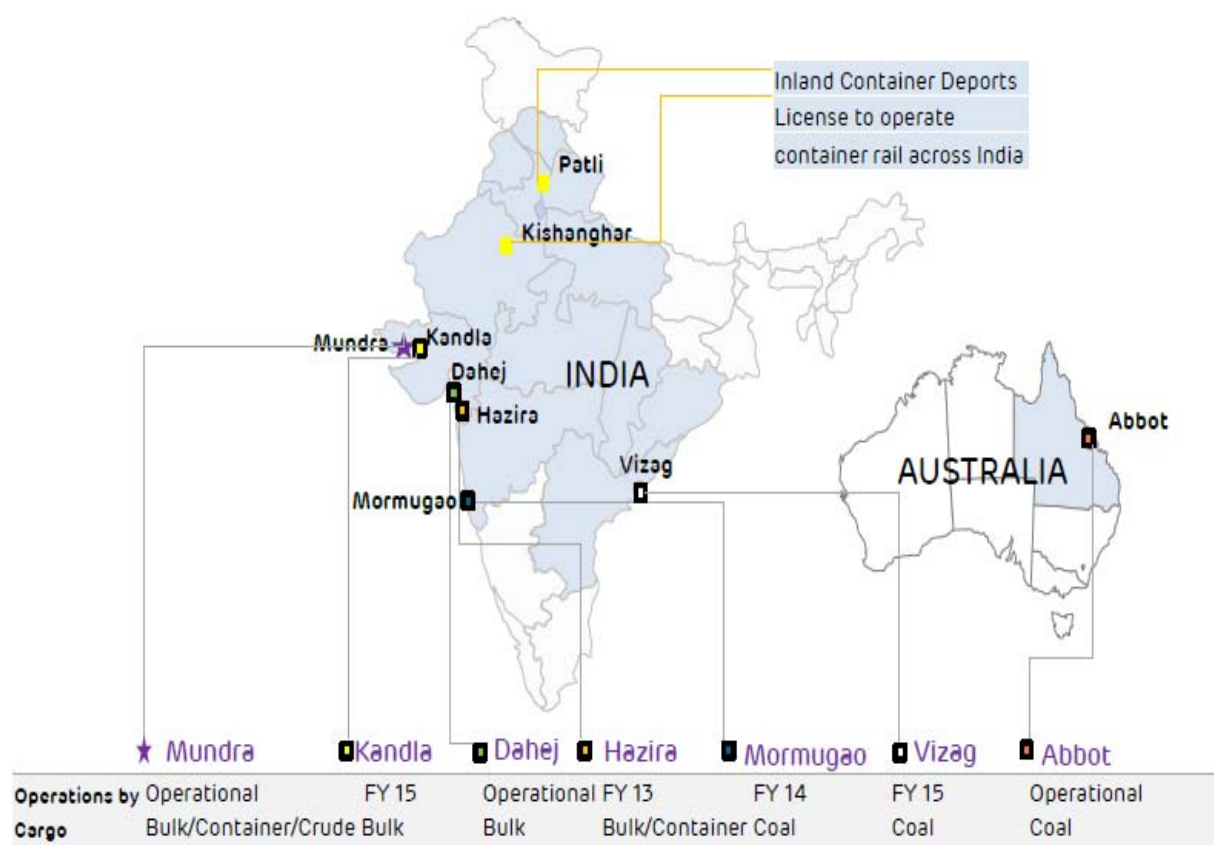 Inland Container Deports
License to operate
container rail across India
Patli
Kishanghar
Mundra
Kandla
Dahej
INDIA
Hazira
Abbot
Vizag
AUSTRALIA
Mormugao
Mundra Kandla Dahej Hazira Mormugao Vizag Abbot
Operations by Operational FY 15 Operational FY 13 FY 14 FY 15 Operational
Cargo Bulk/Container/Crude Bulk Bulk Bulk/Container Coal Coal Coal